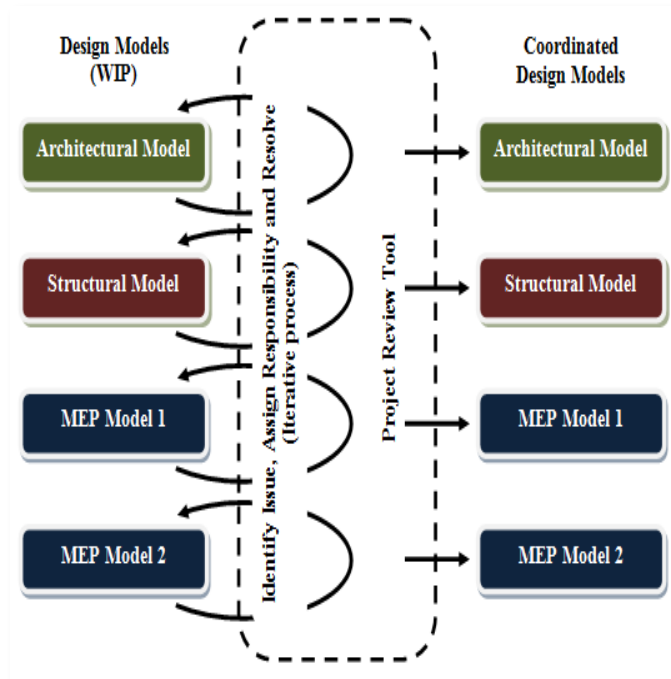 Design Models
(WIP)
Architectural Model
Structural Model
MEP Model 1
MEP Model 2
Identify Issue, Assign Responsibility and Resolve
(Iterative process)
Project Review Tool
Coordinated
Design Models
Architectural Model
Structural Model
MEP Model 1
MEP Model 2